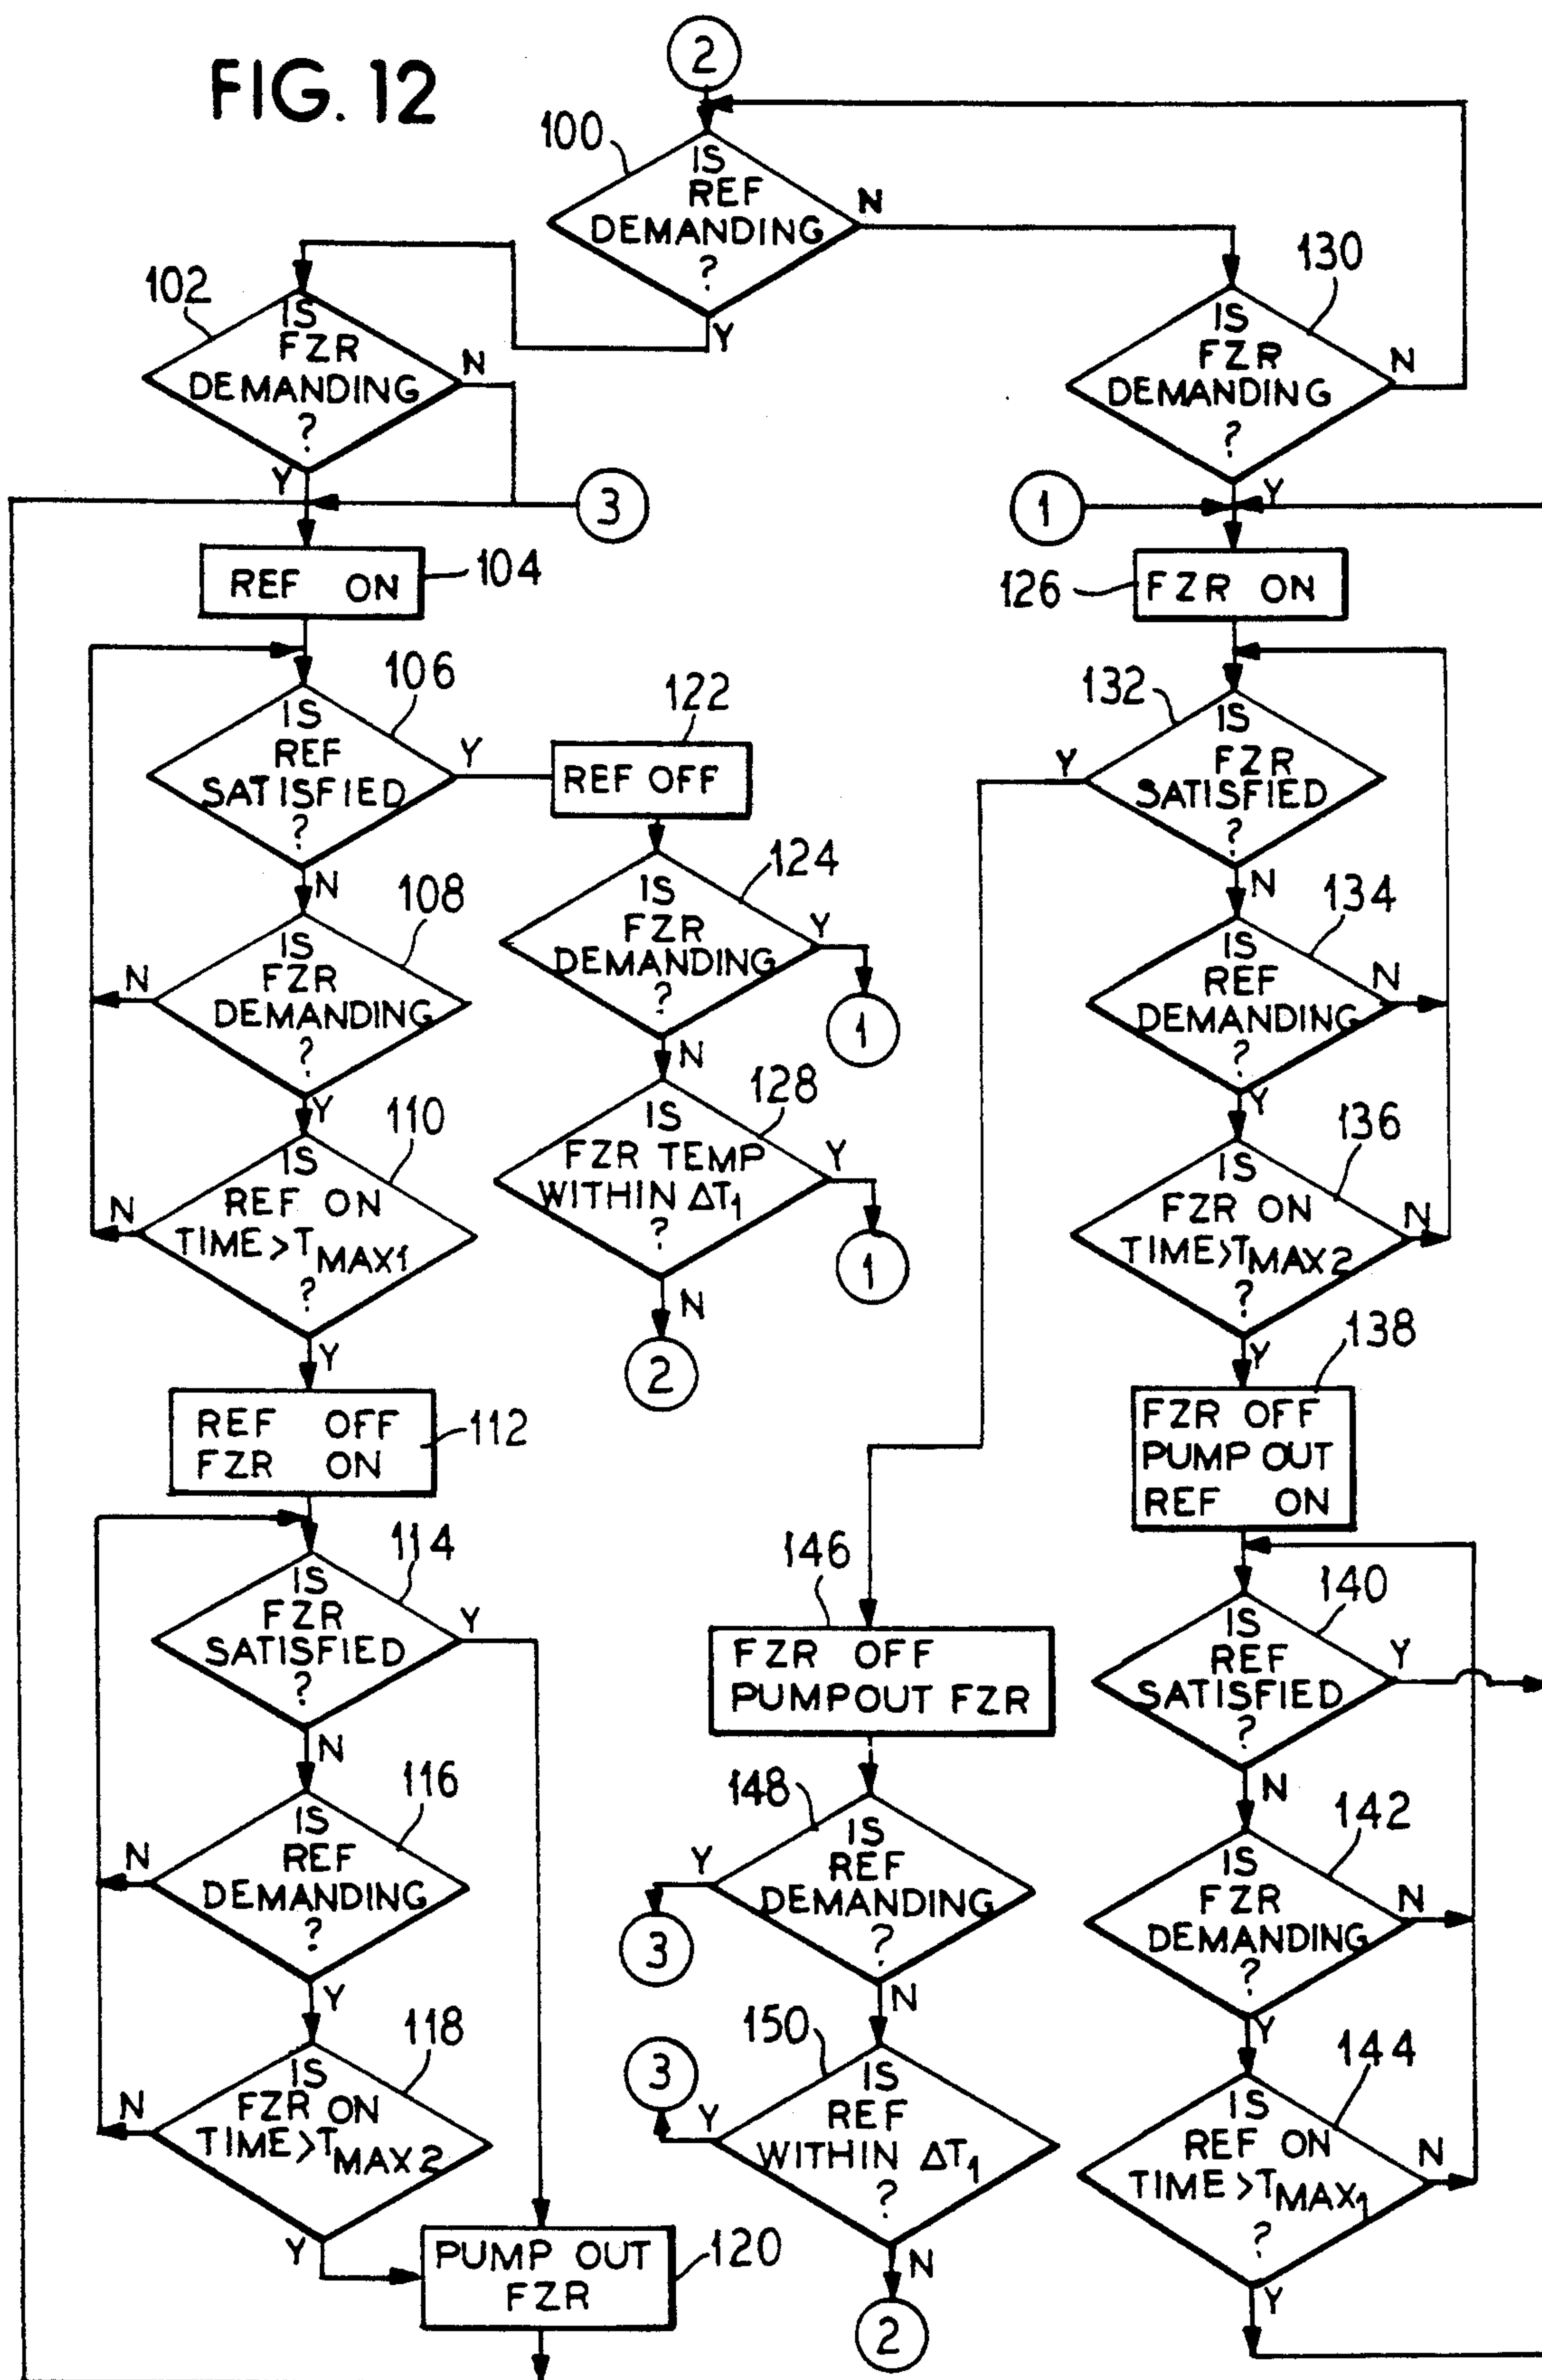 FIG. 12
2
100
IS
REF
DEMANDING
?
N
Y
102
IS
FZR
DEMANDING
?
N
Y
130
IS
FZR
DEMANDING
?
N
Y
3
1
REF ON
104
126
FZR ON
106
IS
REF
SATISFIED
?
Y
N
122
REF OFF
132
IS
FZR
SATISFIED
?
Y
N
108
IS
FZR
DEMANDING
?
N
Y
124
IS
FZR
DEMANDING
?
Y
1
N
134
IS
REF
DEMANDING
?
N
Y
110
IS
REF ON
TIME>TMAX1
?
N
Y
128
IS
FZR TEMP
WITHIN ΔT1
?
Y
1
N
2
136
IS
FZR ON
TIME>TMAX2
?
N
Y
REF OFF
FZR ON
112
138
FZR OFF
PUMP OUT
REF ON
114
IS
FZR
SATISFIED
?
Y
N
146
FZR OFF
PUMPOUT FZR
140
IS
REF
SATISFIED
?
Y
N
116
IS
REF
DEMANDING
?
N
Y
148
IS
REF
DEMANDING
?
Y
3
N
142
IS
FZR
DEMANDING
?
N
Y
118
IS
FZR ON
TIME>TMAX2
?
N
Y
150
3
IS
REF
WITHIN ΔT1
?
Y
N
2
144
IS
REF ON
TIME>TMAX1
?
N
Y
PUMP OUT
FZR
120